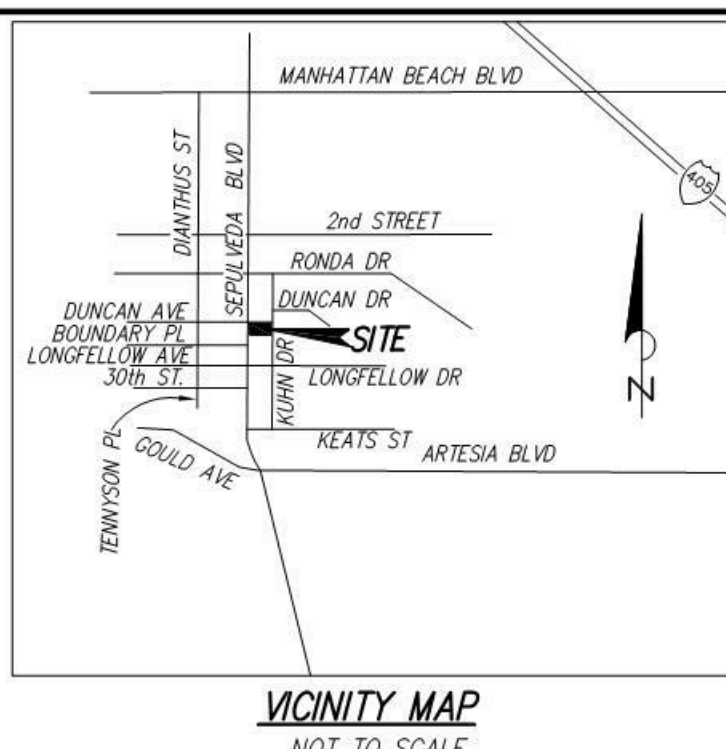 MANHATTAN BEACH BLVD
DIANTHUS ST
SEPULVEDA BLVD
405
2nd STREET
RONDA DR
DUNCAN DR
DUNCAN AVE
BOUNDARY PL
SITE
LONGFELLOW AVE
30th ST.
KUHN DR
LONGFELLOW DR
N
KEATS ST
ARTESIA BLVD
GOULD AVE
TENNYSON PL
VICINITY MAP
NOT TO SCALE